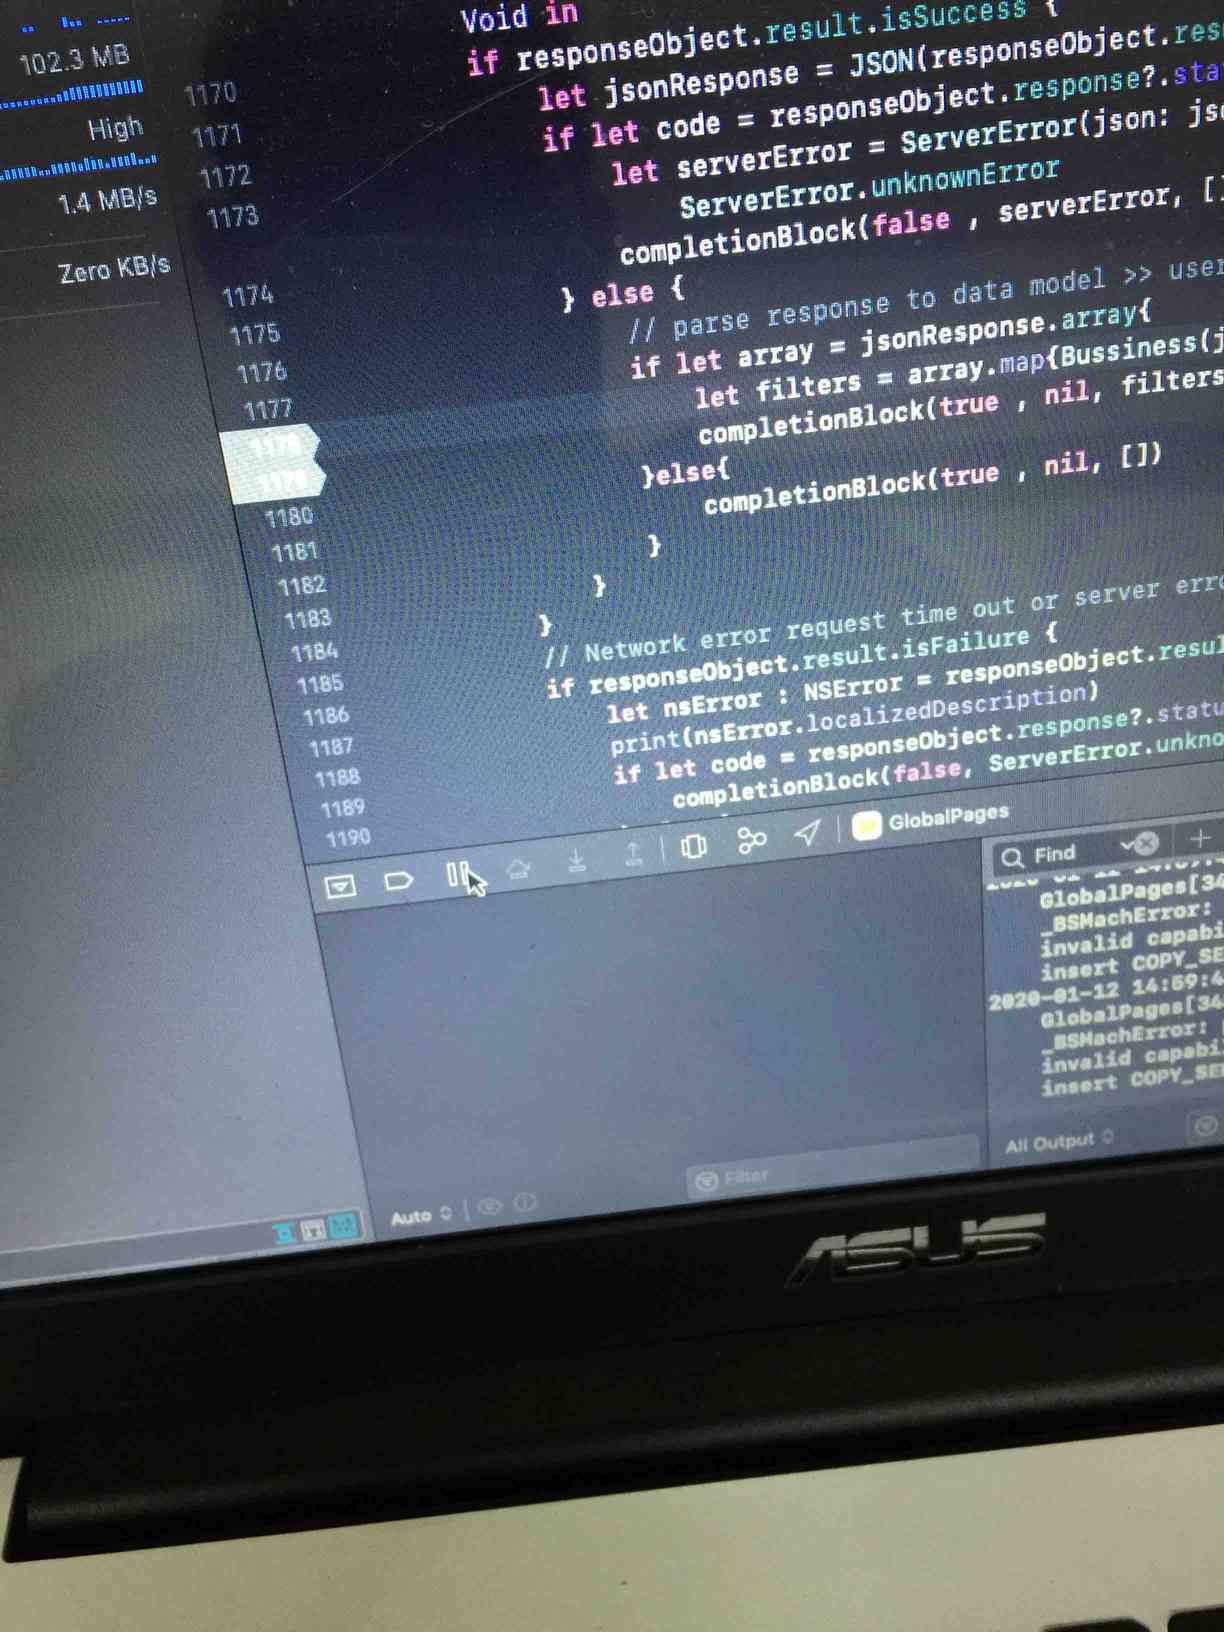 Void in
102.3 MB
if responseObject.result.isSuccess {
1170
let jsonResponse = JSON(responseObject.res
High
1171
if let code = responseObject.response?.sta
1172
let serverError = ServerError(json: jso
1.4 MB/s
1173
ServerError.unknownError
completionBlock(false , serverError, []
Zero KB/s
1174
} else {
1175
// parse response to data model >> user
1176
if let array = jsonResponse.array{
1177
let filters = array.map{Bussiness(j
1178
completionBlock(true , nil, filters
1179
}else{
1180
completionBlock(true , nil, [])
1181
}
1182
}
1183
}
1184
// Network error request time out or server erro
1185
if responseObject.result.isFailure {
1186
let nsError : NSError = responseObject.resul
1187
print(nsError.localizedDescription)
1188
if let code = responseObject.response?.statu
1189
completionBlock(false, ServerError.unkno
1190
GlobalPages
Find
GlobalPages[34
_BSMachError:
invalid capabi
insert COPY_SE
2020-01-12 14:59:4
GlobalPages[34
_BSMachError:
invalid capabi
insert COPY_SE
All Output
Filter
Auto
ASUS